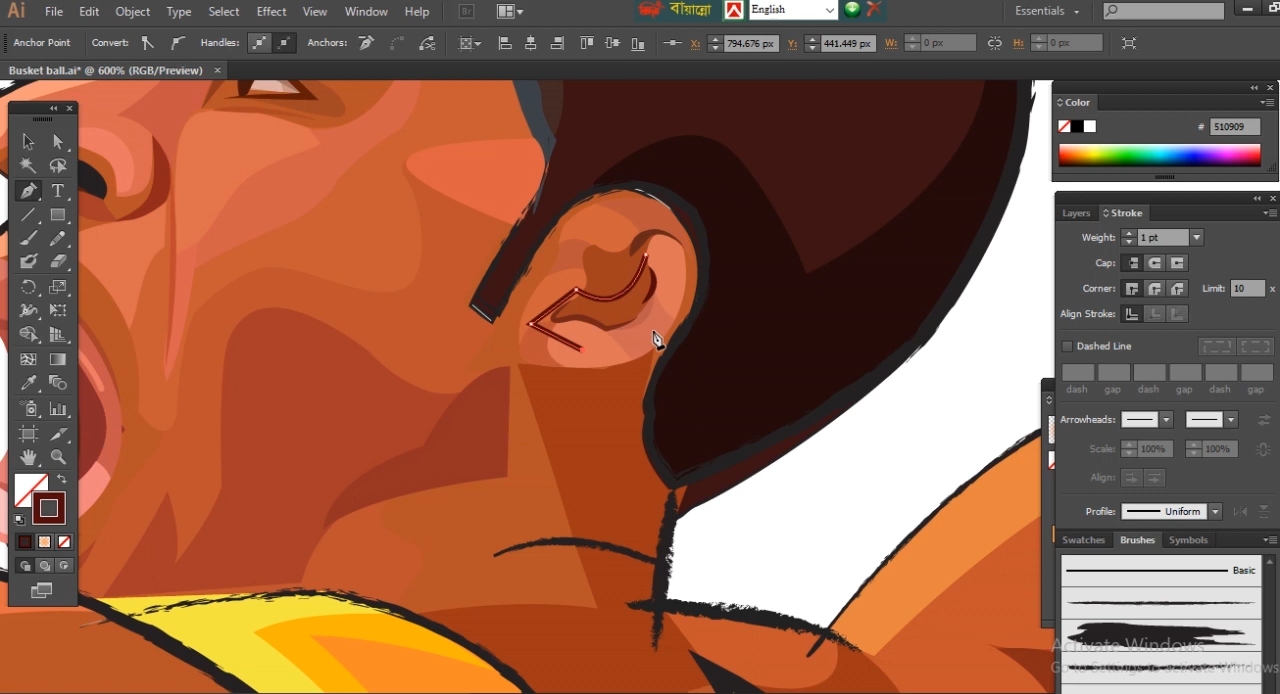 Ai File Edit Object Type Select Effect View Window Help Br বায়ান্নো English Essentials
Anchor Point Convert: Handles: Anchors: X: 794.676 px Y: 441.449 px W: 0 px H: 0 px
Busket ball.ai* @ 600% (RGB/Preview) ×
Color
# 510909
T
Layers Stroke
Weight: 1 pt
Cap:
Corner: Limit: 10 x
Align Stroke:
Dashed Line
dash gap dash gap dash gap
Arrowheads:
Scale: 100% 100%
Align:
Profile: Uniform
Swatches Brushes Symbols
Basic
Activate Windows
Go to Settings to activate Windows